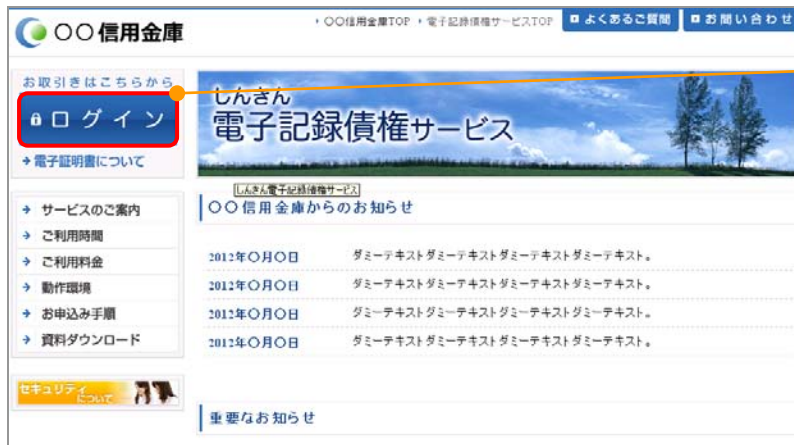 〇〇信用金庫
〇〇信用金庫TOP
電子記録債権サービスTOP
よくあるご質問
お問い合わせ
お取引きはこちらから
ログイン
電子証明書について
しんきん
電子記録債権サービス
しんきん電子記録債権サービス
サービスのご案内
ご利用時間
ご利用料金
動作環境
お申込み手順
資料ダウンロード
セキュリティ
について
〇〇信用金庫からのお知らせ
2012年〇月〇日 ダミーテキストダミーテキストダミーテキストダミーテキスト。
2012年〇月〇日 ダミーテキストダミーテキストダミーテキストダミーテキスト。
2012年〇月〇日 ダミーテキストダミーテキストダミーテキストダミーテキスト。
2012年〇月〇日 ダミーテキストダミーテキストダミーテキストダミーテキスト。
重要なお知らせ